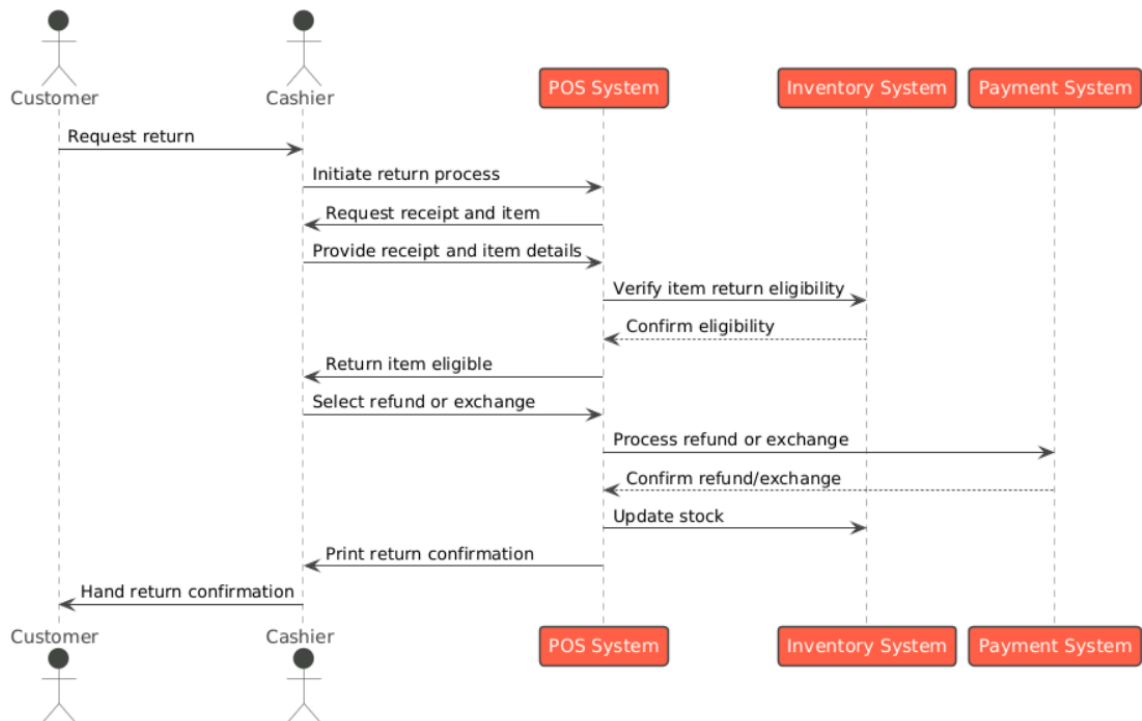 Customer
Cashier
POS System
Inventory System
Payment System
Request return
Initiate return process
Request receipt and item
Provide receipt and item details
Verify item return eligibility
Confirm eligibility
Return item eligible
Select refund or exchange
Process refund or exchange
Confirm refund/exchange
Update stock
Print return confirmation
Hand return confirmation
Customer
Cashier
POS System
Inventory System
Payment System